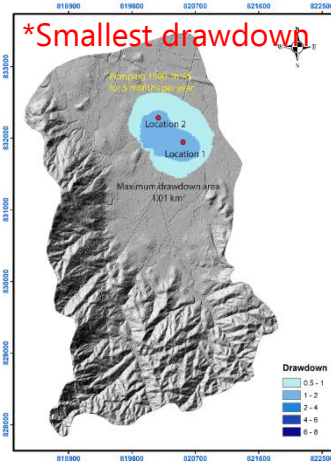 818900 819800 820700 821600 822500
*Smallest drawdown
N
W E
S
Pumping 1500 m³/d
for 5 months per year
Location 2
Location 1
Maximum drawdown area
1.01 km²
833000
832000
831000
830000
829000
828000
Drawdown
0.5 - 1
1 - 2
2 - 4
4 - 6
6 - 8
818900 819800 820700 821600 822500